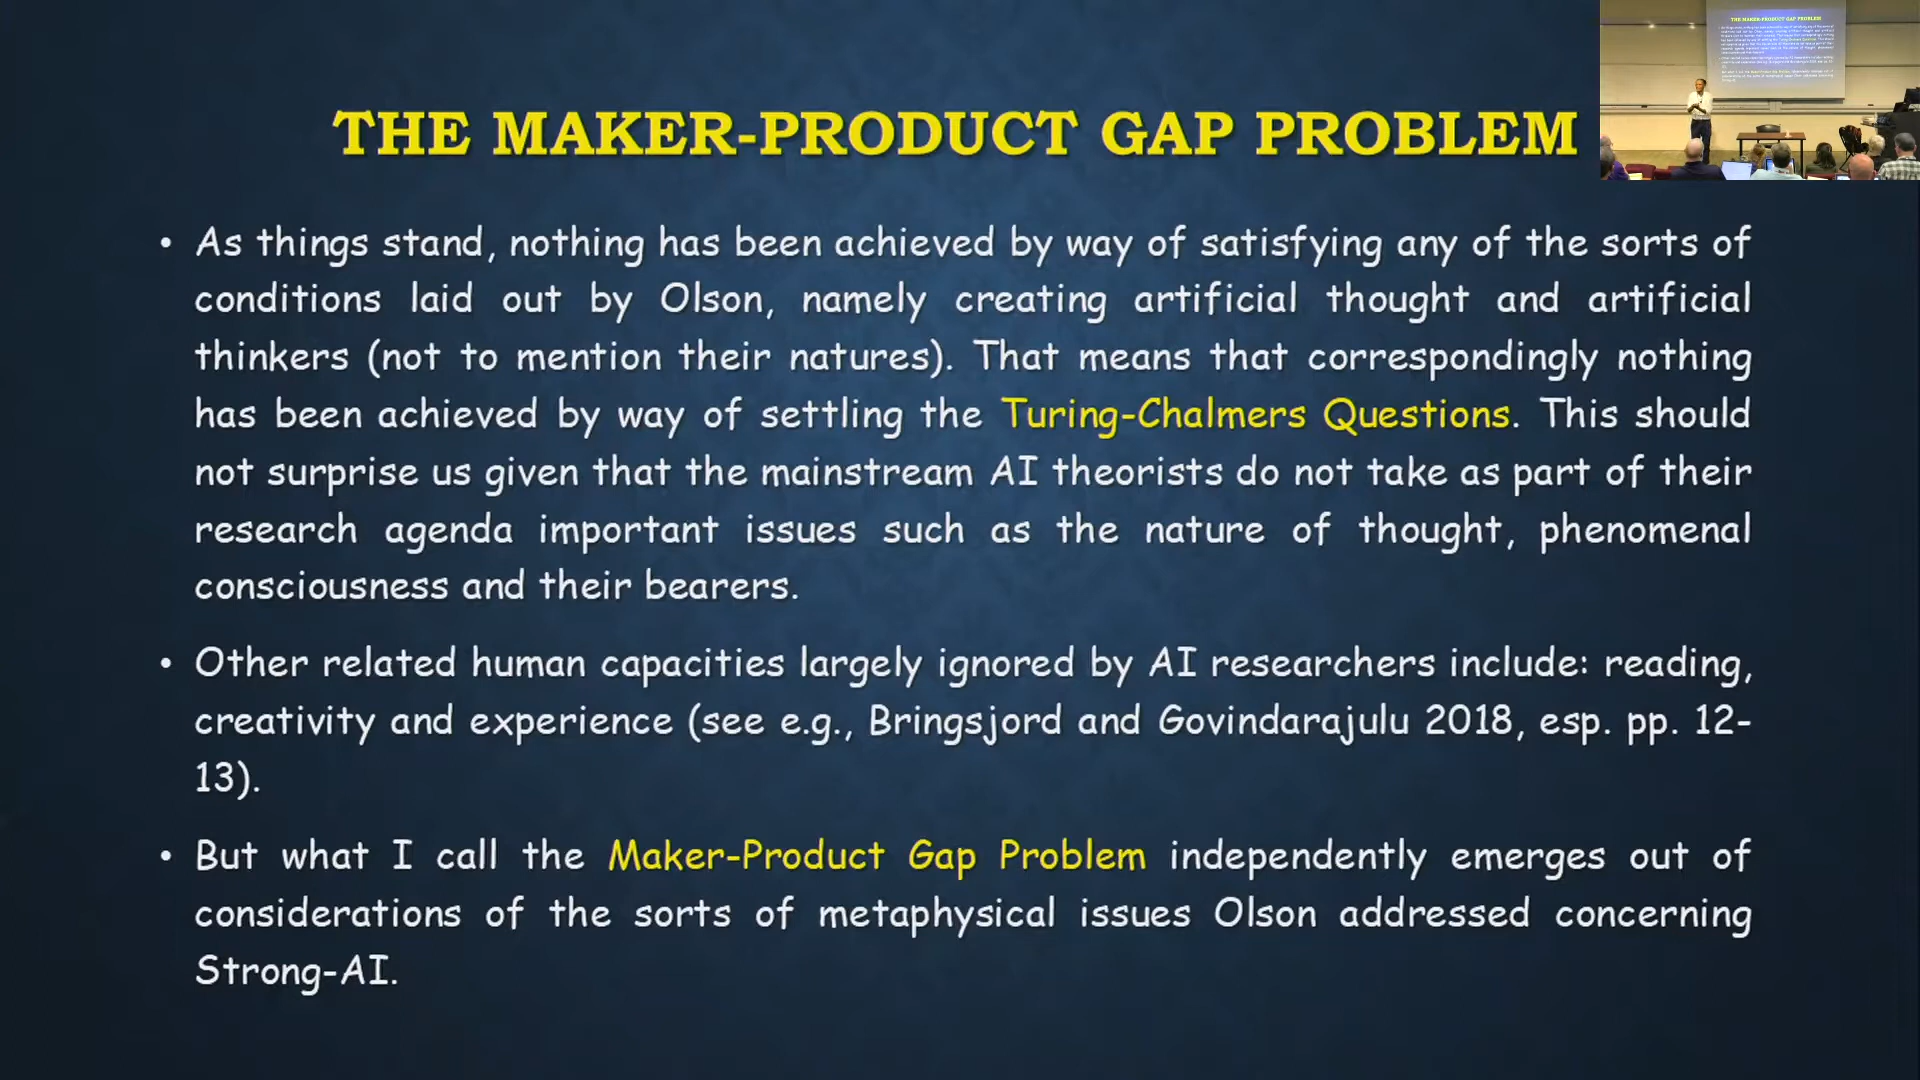 THE MAKER-PRODUCT GAP PROBLEM
• As things stand, nothing has been achieved by way of satisfying any of the sorts of
conditions laid out by Olson, namely creating artificial thought and artificial
thinkers (not to mention their natures). That means that correspondingly nothing
has been achieved by way of settling the Turing-Chalmers Questions. This should
not surprise us given that the mainstream AI theorists do not take as part of their
research agenda important issues such as the nature of thought, phenomenal
consciousness and their bearers.
• Other related human capacities largely ignored by AI researchers include: reading,
creativity and experience (see e.g., Bringsjord and Govindarajulu 2018, esp. pp. 12-
13).
• But what I call the Maker-Product Gap Problem independently emerges out of
considerations of the sorts of metaphysical issues Olson addressed concerning
Strong-AI.
THE MAKER-PRODUCT GAP PROBLEM